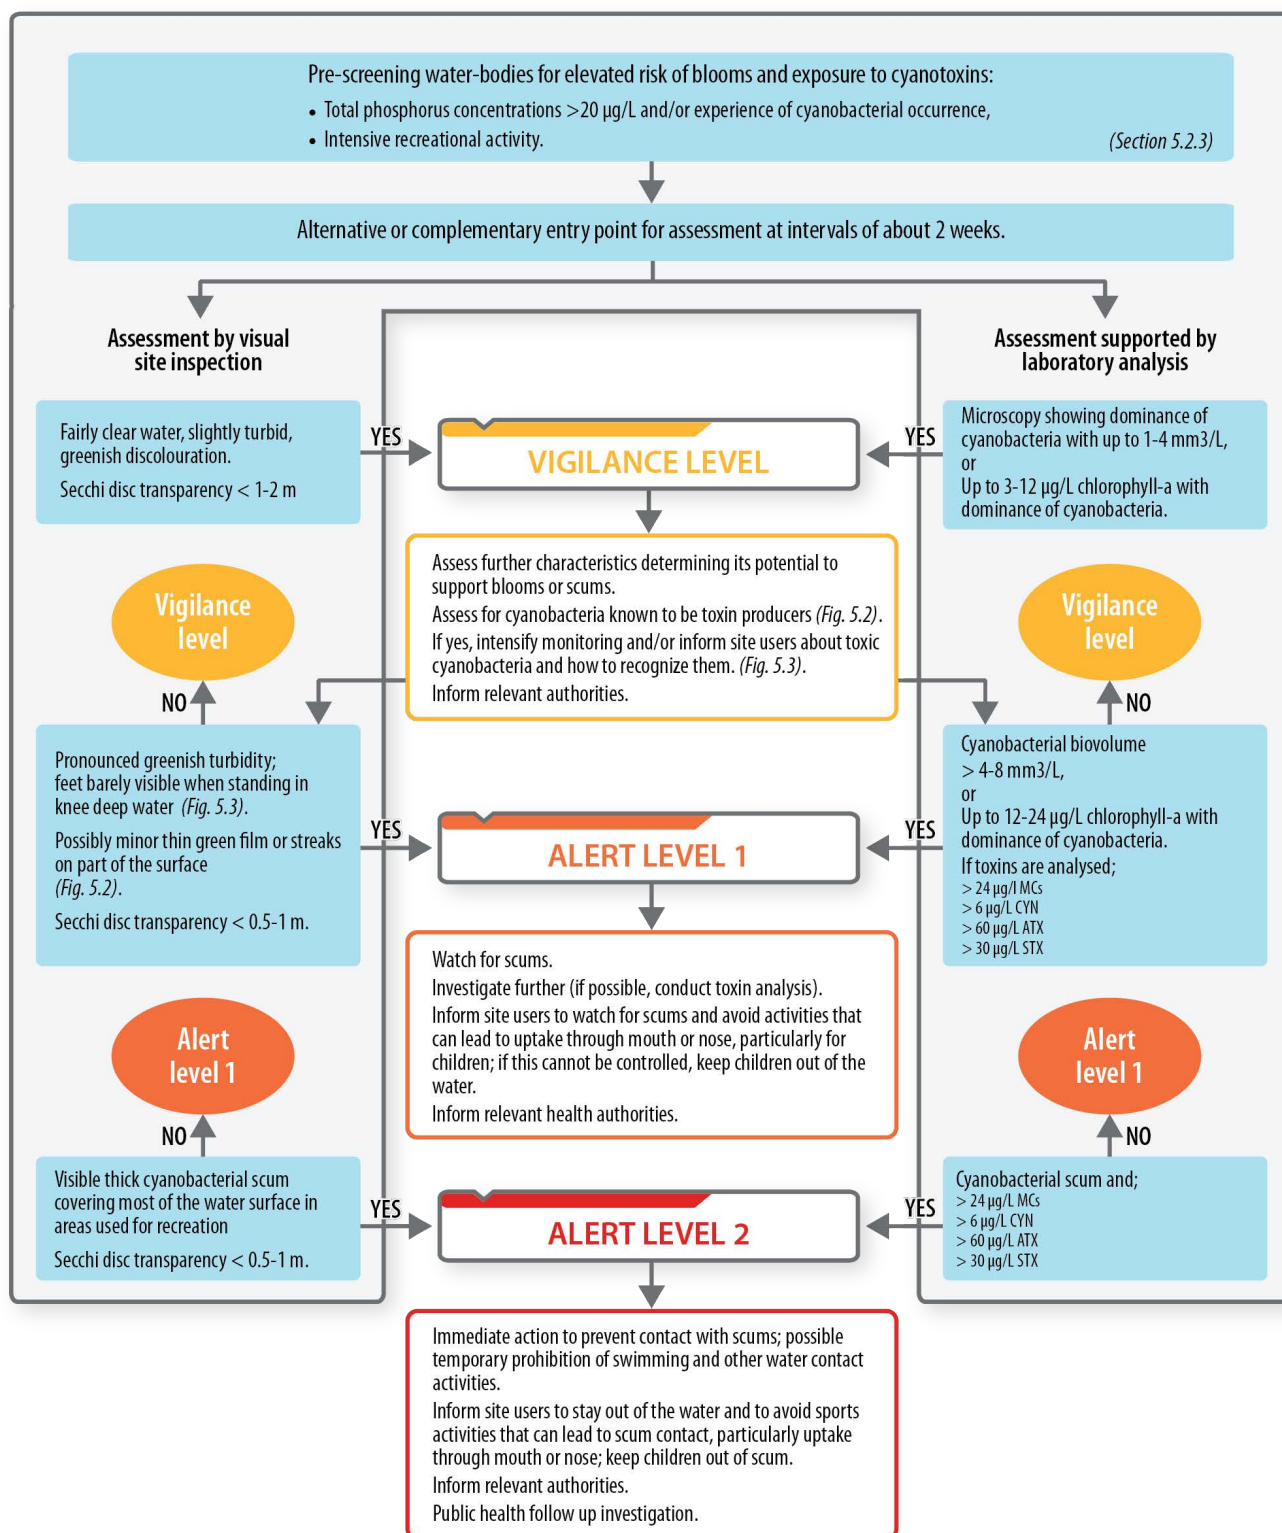 Pre-screening water-bodies for elevated risk of blooms and exposure to cyanotoxins:
• Total phosphorus concentrations >20 µg/L and/or experience of cyanobacterial occurrence,
• Intensive recreational activity.
(Section 5.2.3)
Alternative or complementary entry point for assessment at intervals of about 2 weeks.
Assessment by visual
site inspection
Assessment supported by
laboratory analysis
Fairly clear water, slightly turbid,
greenish discolouration.
Secchi disc transparency < 1-2 m
YES
VIGILANCE LEVEL
YES
Microscopy showing dominance of
cyanobacteria with up to 1-4 mm3/L,
or
Up to 3-12 µg/L chlorophyll-a with
dominance of cyanobacteria.
Assess further characteristics determining its potential to
support blooms or scums.
Assess for cyanobacteria known to be toxin producers (Fig. 5.2).
If yes, intensify monitoring and/or inform site users about toxic
cyanobacteria and how to recognize them. (Fig. 5.3).
Inform relevant authorities.
Vigilance
level
NO
Vigilance
level
NO
Pronounced greenish turbidity;
feet barely visible when standing in
knee deep water (Fig. 5.3).
Possibly minor thin green film or streaks
on part of the surface
(Fig. 5.2).
Secchi disc transparency < 0.5-1 m.
YES
ALERT LEVEL 1
YES
Cyanobacterial biovolume
> 4-8 mm3/L,
or
Up to 12-24 µg/L chlorophyll-a with
dominance of cyanobacteria.
If toxins are analysed;
> 24 µg/l MCs
> 6 µg/L CYN
> 60 µg/L ATX
> 30 µg/L STX
Watch for scums.
Investigate further (if possible, conduct toxin analysis).
Inform site users to watch for scums and avoid activities that
can lead to uptake through mouth or nose, particularly for
children; if this cannot be controlled, keep children out of the
water.
Inform relevant health authorities.
Alert
level 1
NO
Alert
level 1
NO
Visible thick cyanobacterial scum
covering most of the water surface in
areas used for recreation
Secchi disc transparency < 0.5-1 m.
YES
ALERT LEVEL 2
YES
Cyanobacterial scum and;
> 24 µg/L MCs
> 6 µg/L CYN
> 60 µg/L ATX
> 30 µg/L STX
Immediate action to prevent contact with scums; possible
temporary prohibition of swimming and other water contact
activities.
Inform site users to stay out of the water and to avoid sports
activities that can lead to scum contact, particularly uptake
through mouth or nose; keep children out of scum.
Inform relevant authorities.
Public health follow up investigation.